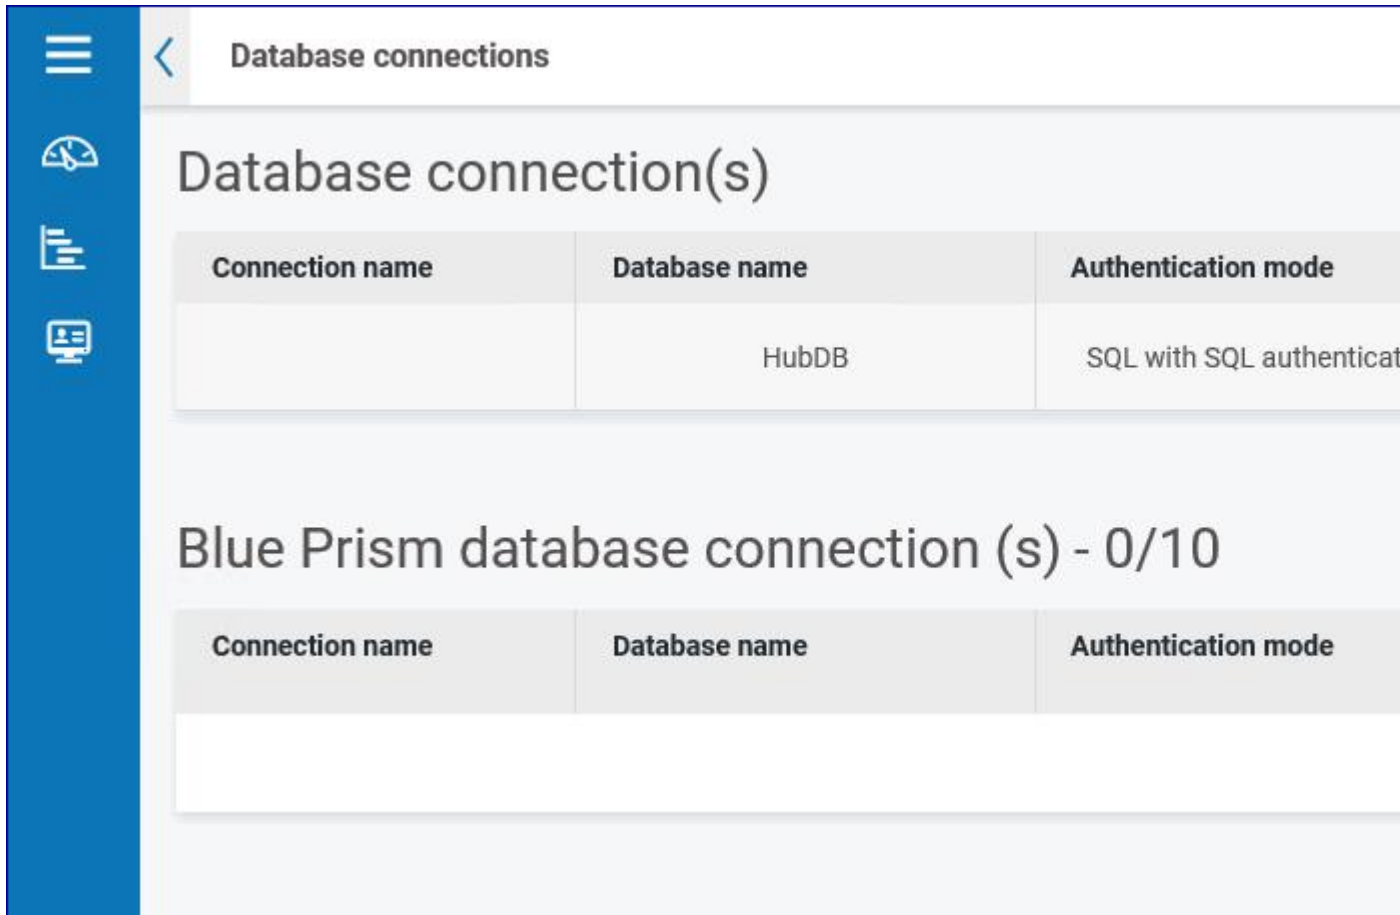 Database connections
Database connection(s)
Connection name Database name Authentication mode
HubDB SQL with SQL authenticat
Blue Prism database connection (s) - 0/10
Connection name Database name Authentication mode